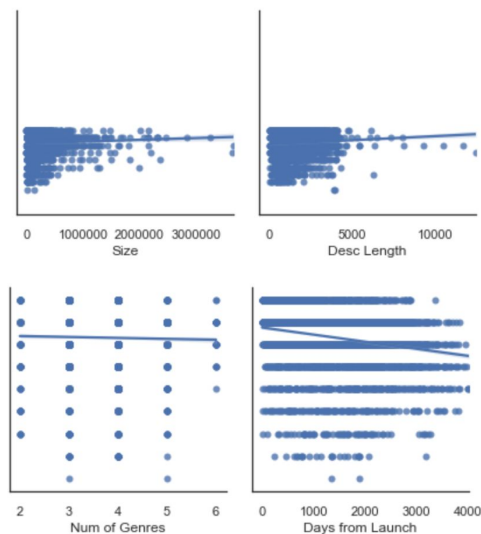 0 1000000 2000000 3000000
Size
0 5000 10000
Desc Length
2 3 4 5 6
Num of Genres
0 1000 2000 3000 4000
Days from Launch